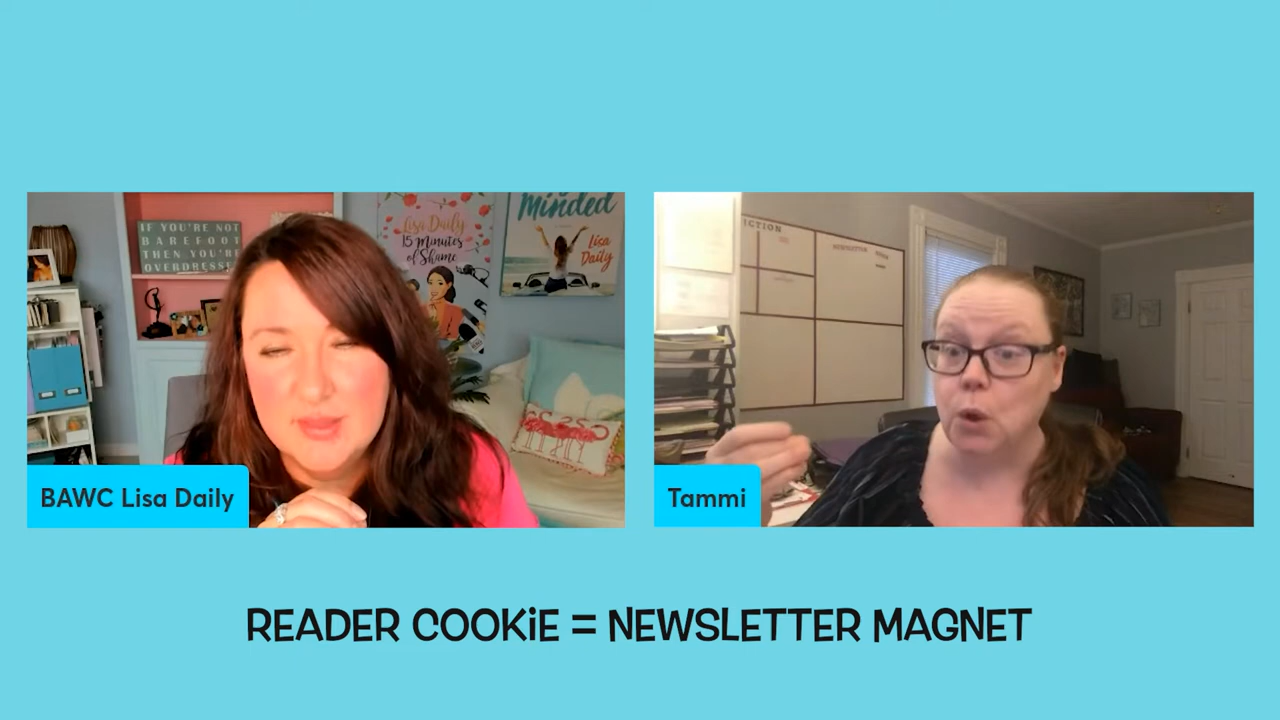 IF YOU'RE NOT
BAREFOOT
THEN YOU'RE
OVERDRESSED
Lisa Daily
15 Minutes
of Shame
Minded
Lisa
Daily
NEWSLETTER
BAWC Lisa Daily
Tammi
READER COOKiE = NEWSLETTER MAGNET